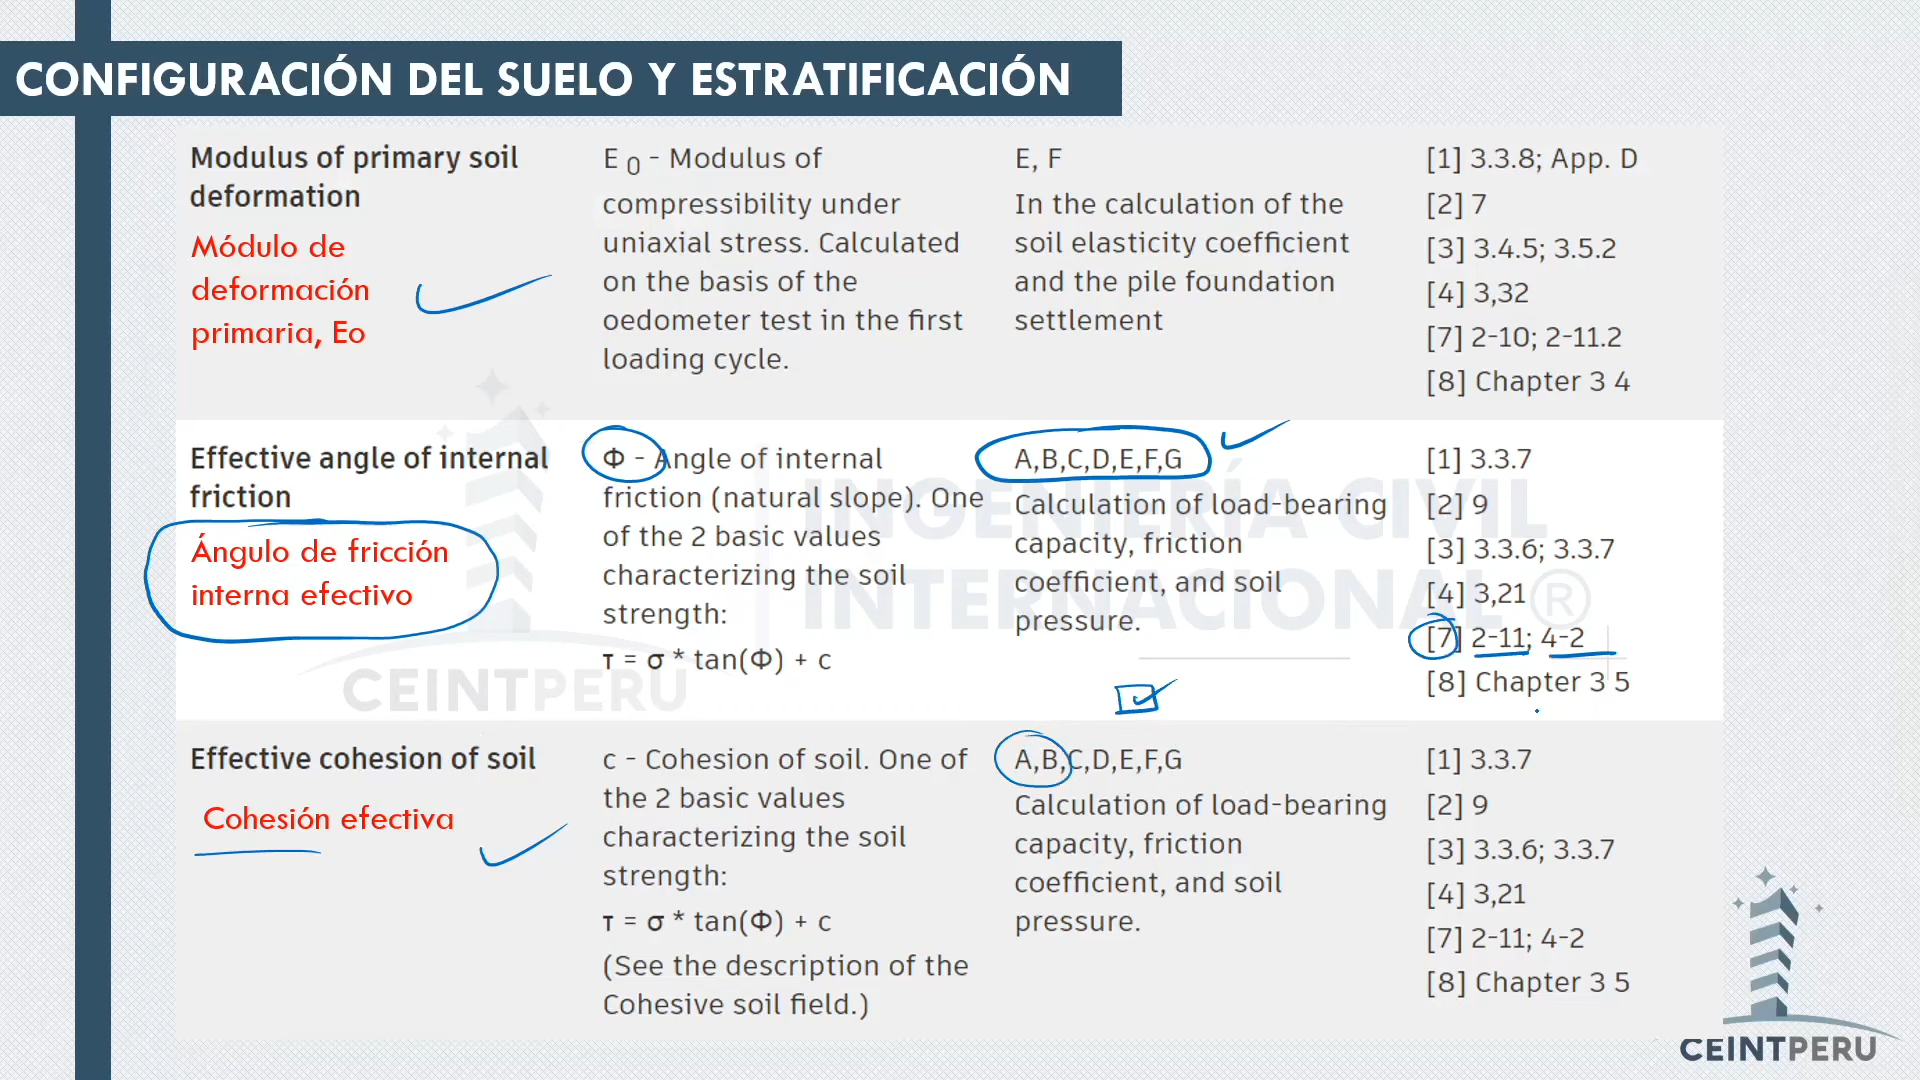 CONFIGURACIÓN DEL SUELO Y ESTRATIFICACIÓN
Modulus of primary soil
deformation
Módulo de
deformación
primaria, Eo
E 0 - Modulus of
compressibility under
uniaxial stress. Calculated
on the basis of the
oedometer test in the first
loading cycle.
E, F
In the calculation of the
soil elasticity coefficient
and the pile foundation
settlement
[1] 3.3.8; App. D
[2] 7
[3] 3.4.5; 3.5.2
[4] 3,32
[7] 2-10; 2-11.2
[8] Chapter 3 4
Effective angle of internal
friction
Ángulo de fricción
interna efectivo
Φ - Angle of internal
friction (natural slope). One
of the 2 basic values
characterizing the soil
strength:
τ = σ * tan(Φ) + c
A,B,C,D,E,F,G
Calculation of load-bearing
capacity, friction
coefficient, and soil
pressure.
[1] 3.3.7
[2] 9
[3] 3.3.6; 3.3.7
[4] 3,21
[7] 2-11; 4-2
[8] Chapter 3 5
Effective cohesion of soil
Cohesión efectiva
c - Cohesion of soil. One of
the 2 basic values
characterizing the soil
strength:
τ = σ * tan(Φ) + c
(See the description of the
Cohesive soil field.)
A,B,C,D,E,F,G
Calculation of load-bearing
capacity, friction
coefficient, and soil
pressure.
[1] 3.3.7
[2] 9
[3] 3.3.6; 3.3.7
[4] 3,21
[7] 2-11; 4-2
[8] Chapter 3 5
CEINTPERU
INGENIERÍA CIVIL
INTERNACIONAL ®
CEINTPERU